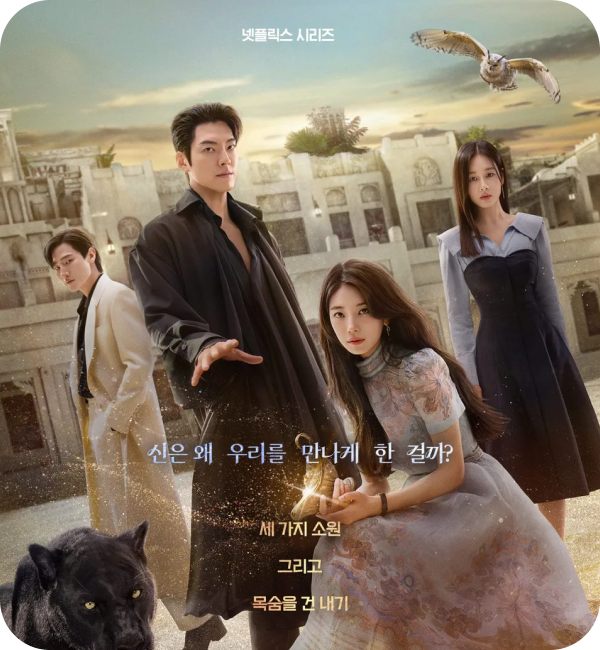 넷플릭스 시리즈
신은 왜 우리를 만나게 한 걸까?
세 가지 소원
그리고
목숨을 건 내기